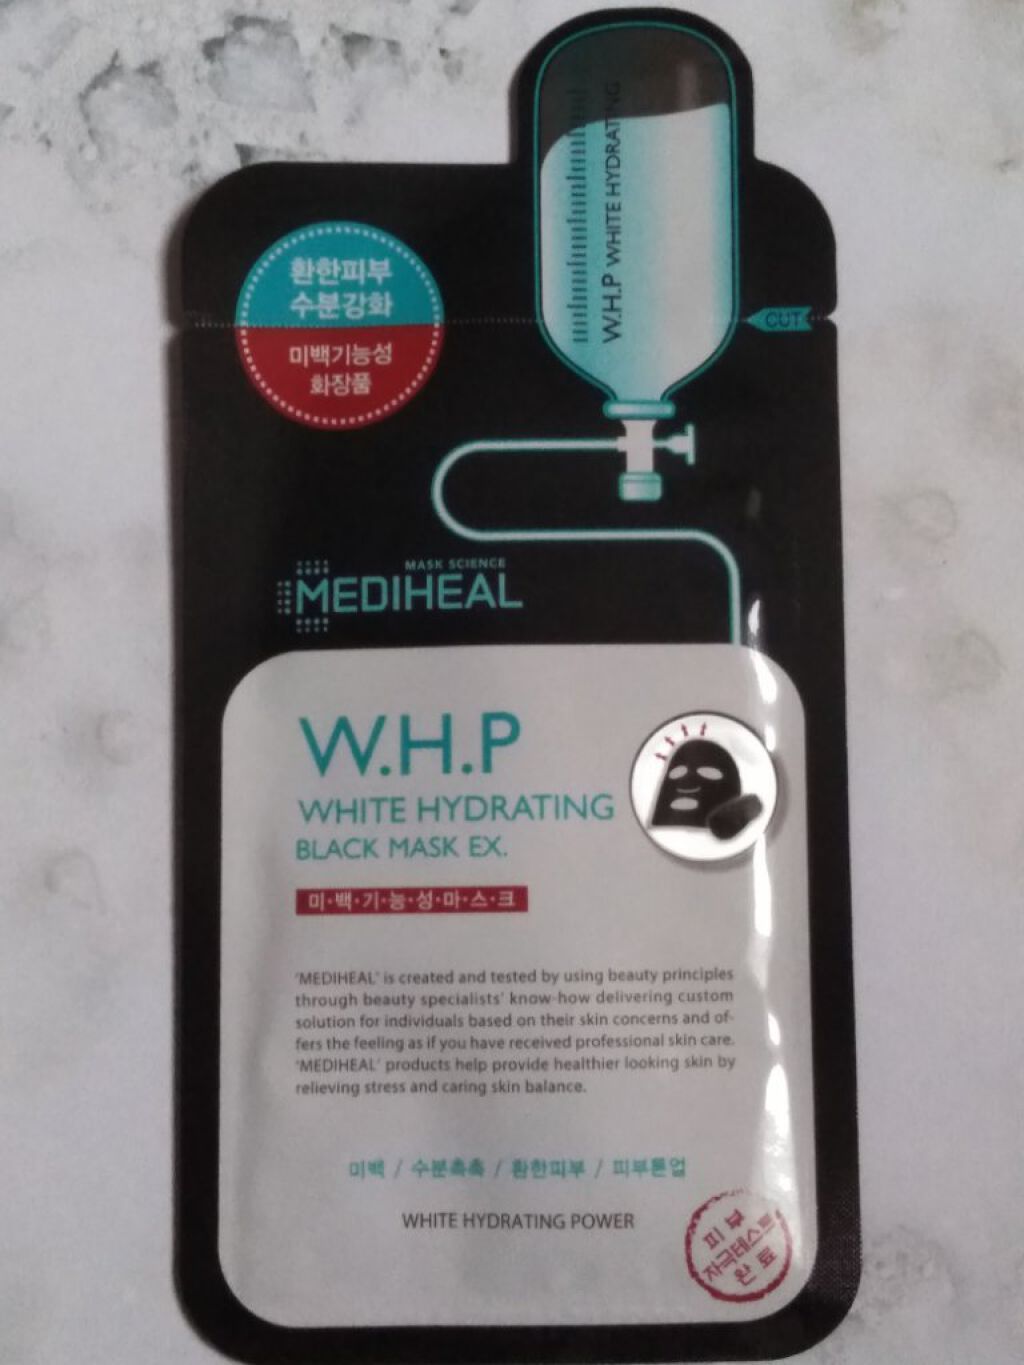 W.H.P WHITE HYDRATING
환한피부
수분강화
미백기능성
화장품
CUT
MASK SCIENCE
MEDIHEAL
W.H.P
WHITE HYDRATING
BLACK MASK EX.
미·백·기·능·성·마·스·크
'MEDIHEAL' is created and tested by using beauty principles
through beauty specialists' know-how delivering custom
solution for individuals based on their skin concerns and of-
fers the feeling as if you have received professional skin care.
'MEDIHEAL' products help provide healthier looking skin by
relieving stress and caring skin balance.
미백 / 수분촉촉 / 환한피부 / 피부톤업
WHITE HYDRATING POWER
피부
자극테스트
완료